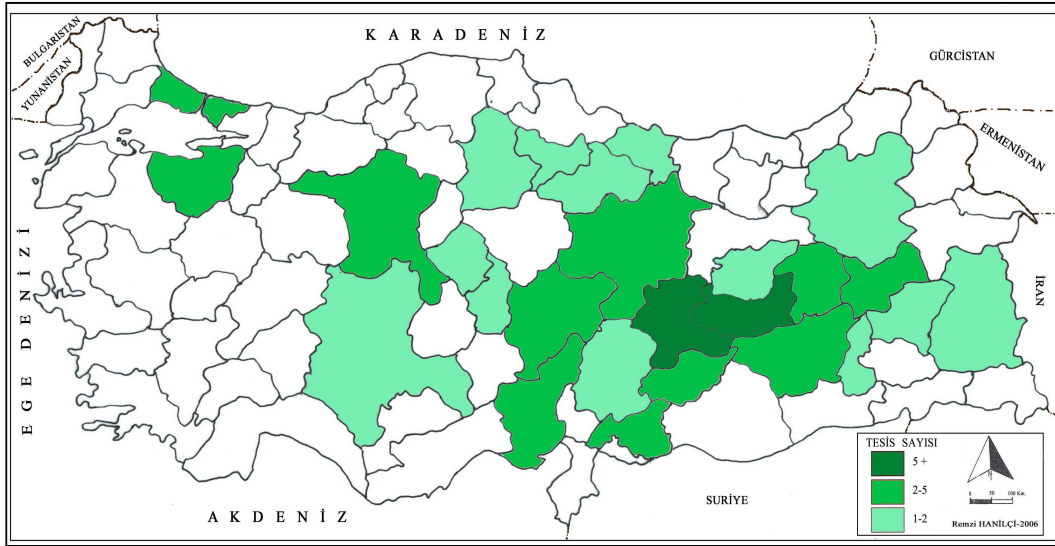 KARADENİZ
BULGARİSTAN
YUNANİSTAN
GÜRCİSTAN
ERMENİSTAN
İRAN
EGE DENİZİ
AKDENİZ
SURİYE
TESİS SAYISI
5 +
2-5
1-2
N
0 50 100 Km.
Remzi HANİLÇİ-2006